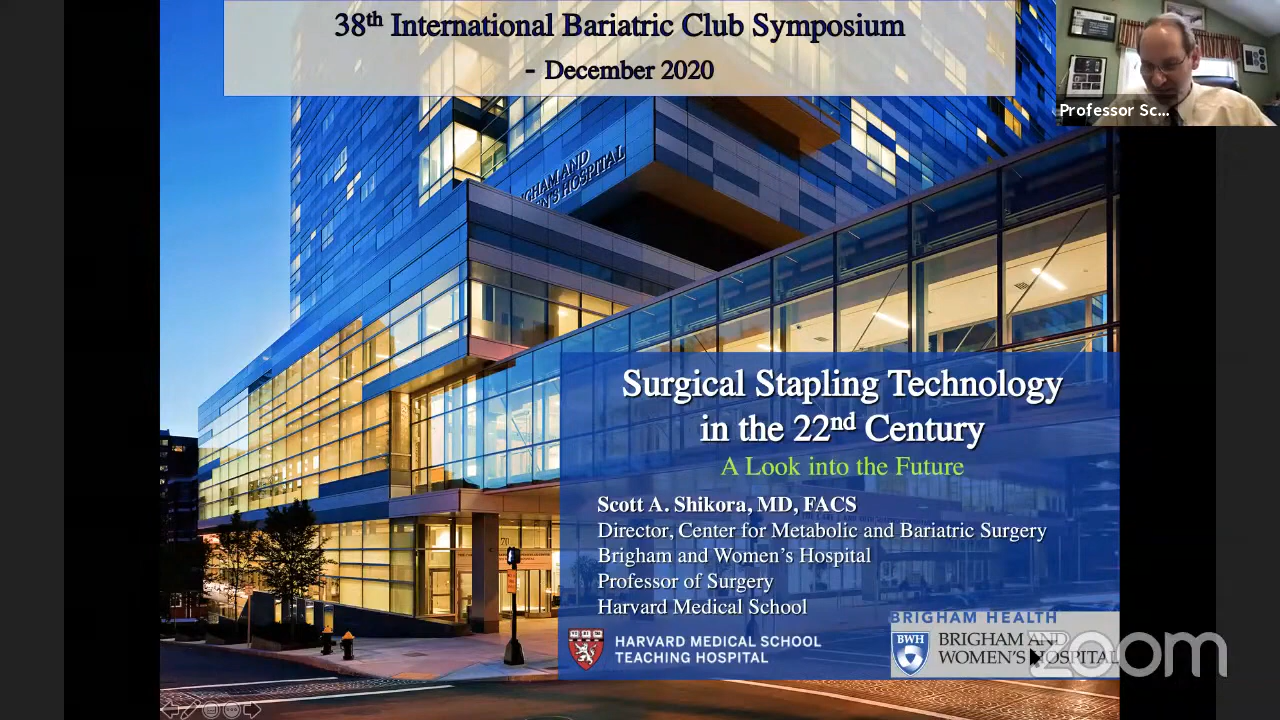 38th International Bariatric Club Symposium
- December 2020
Professor Sc...
GHAM AND
EN'S HOSPITAL
Surgical Stapling Technology
in the 22nd Century
A Look into the Future
Scott A. Shikora, MD, FACS
Director, Center for Metabolic and Bariatric Surgery
Brigham and Women's Hospital
Professor of Surgery
Harvard Medical School
HARVARD MEDICAL SCHOOL
TEACHING HOSPITAL
BRIGHAM HEALTH
BWH
BRIGHAM AND
WOMEN'S HOSPITAL
zoom